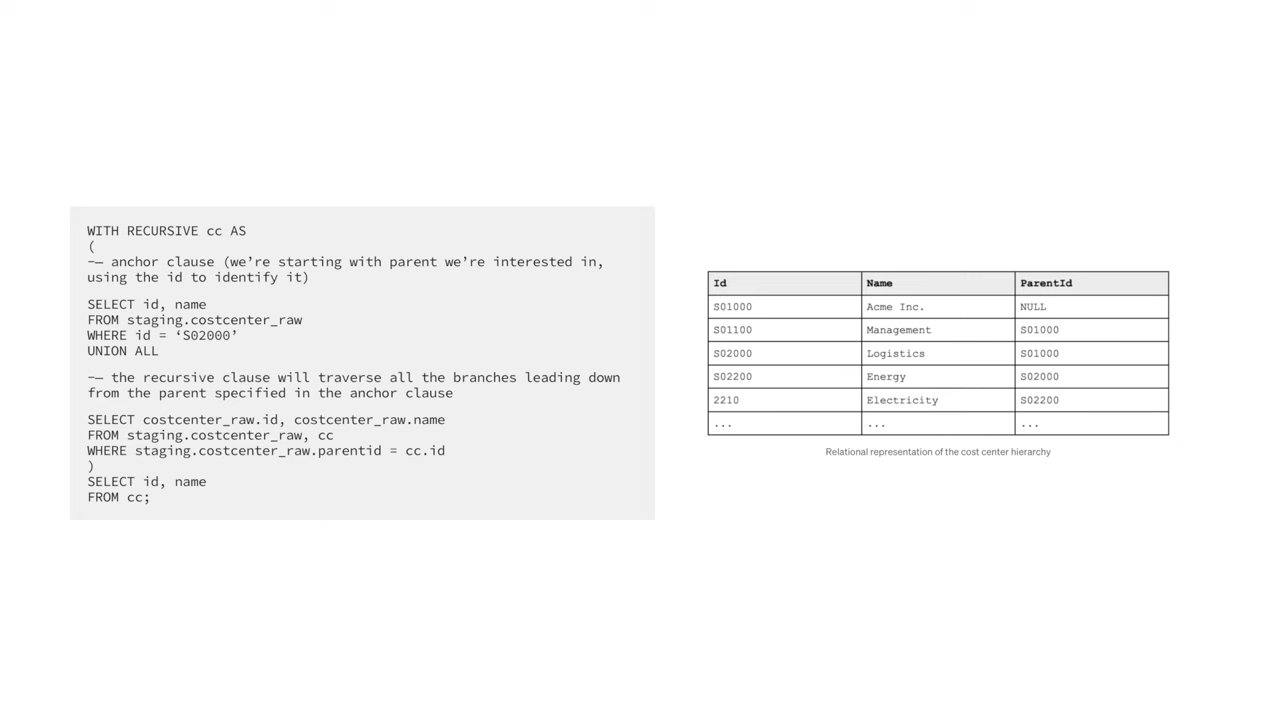 WITH RECURSIVE cc AS
(
–— anchor clause (we’re starting with parent we’re interested in,
using the id to identify it)
SELECT id, name
FROM staging.costcenter_raw
WHERE id = ‘S02000’
UNION ALL
–— the recursive clause will traverse all the branches leading down
from the parent specified in the anchor clause
SELECT costcenter_raw.id, costcenter_raw.name
FROM staging.costcenter_raw, cc
WHERE staging.costcenter_raw.parentid = cc.id
)
SELECT id, name
FROM cc;
Id Name ParentId
S01000 Acme Inc. NULL
S01100 Management S01000
S02000 Logistics S01000
S02200 Energy S02000
2210 Electricity S02200
... ... ...
Relational representation of the cost center hierarchy